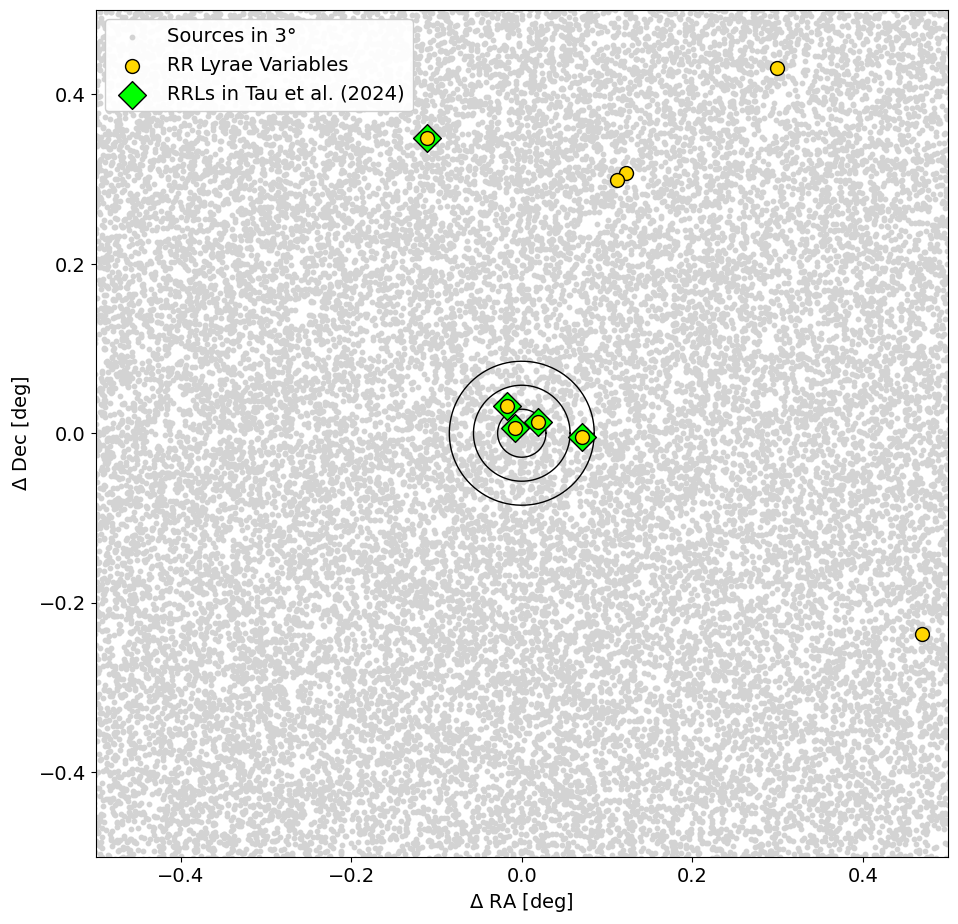 Sources in 3°
RR Lyrae Variables
RRLs in Tau et al. (2024)
0.4
0.2
0.0
−0.2
−0.4
Δ Dec [deg]
−0.4
−0.2
0.0
0.2
0.4
Δ RA [deg]